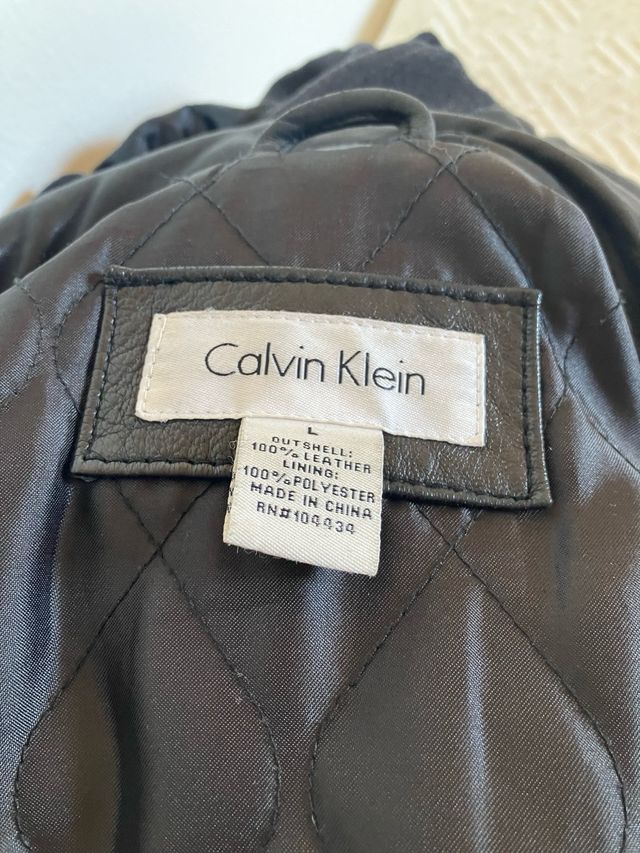 Calvin Klein
L
OUTSHELL:
100% LEATHER
LINING:
100% POLYESTER
MADE IN CHINA
RN#104434